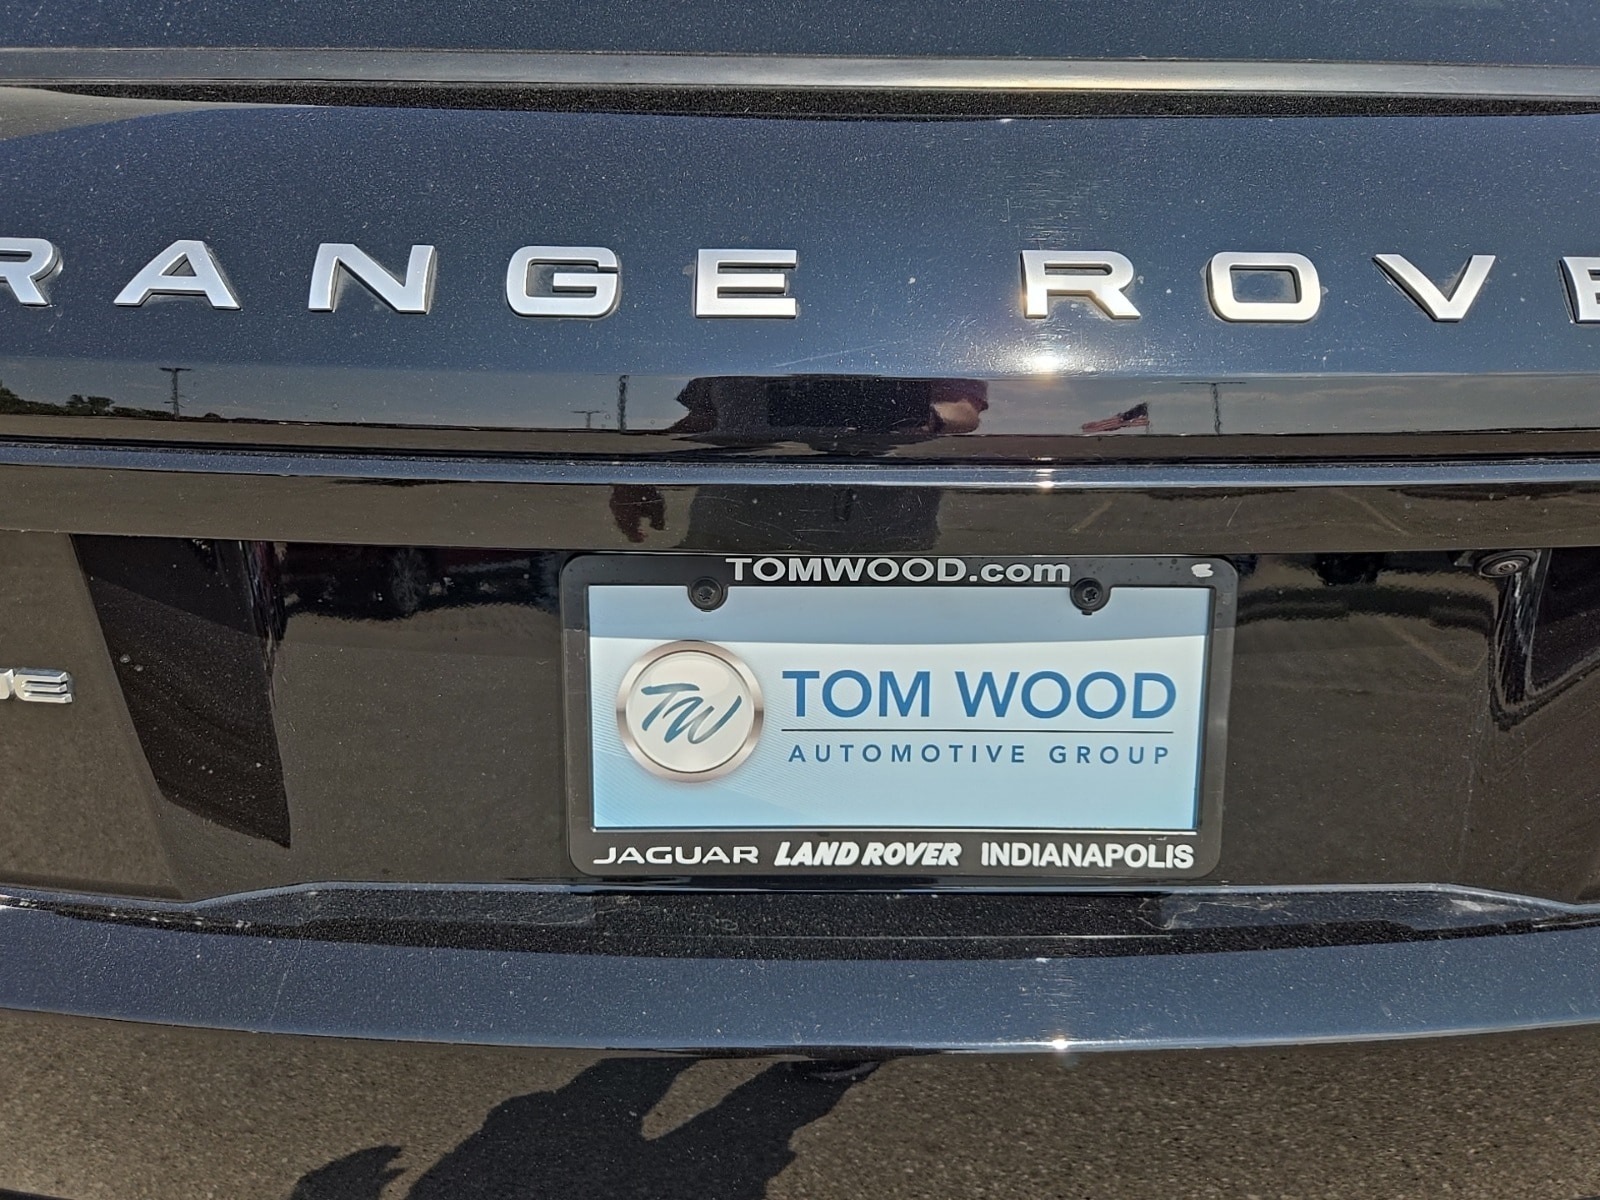 RANGE ROVE
TOMWOOD.com
TW
TOM WOOD
AUTOMOTIVE GROUP
JAGUAR LAND ROVER INDIANAPOLIS